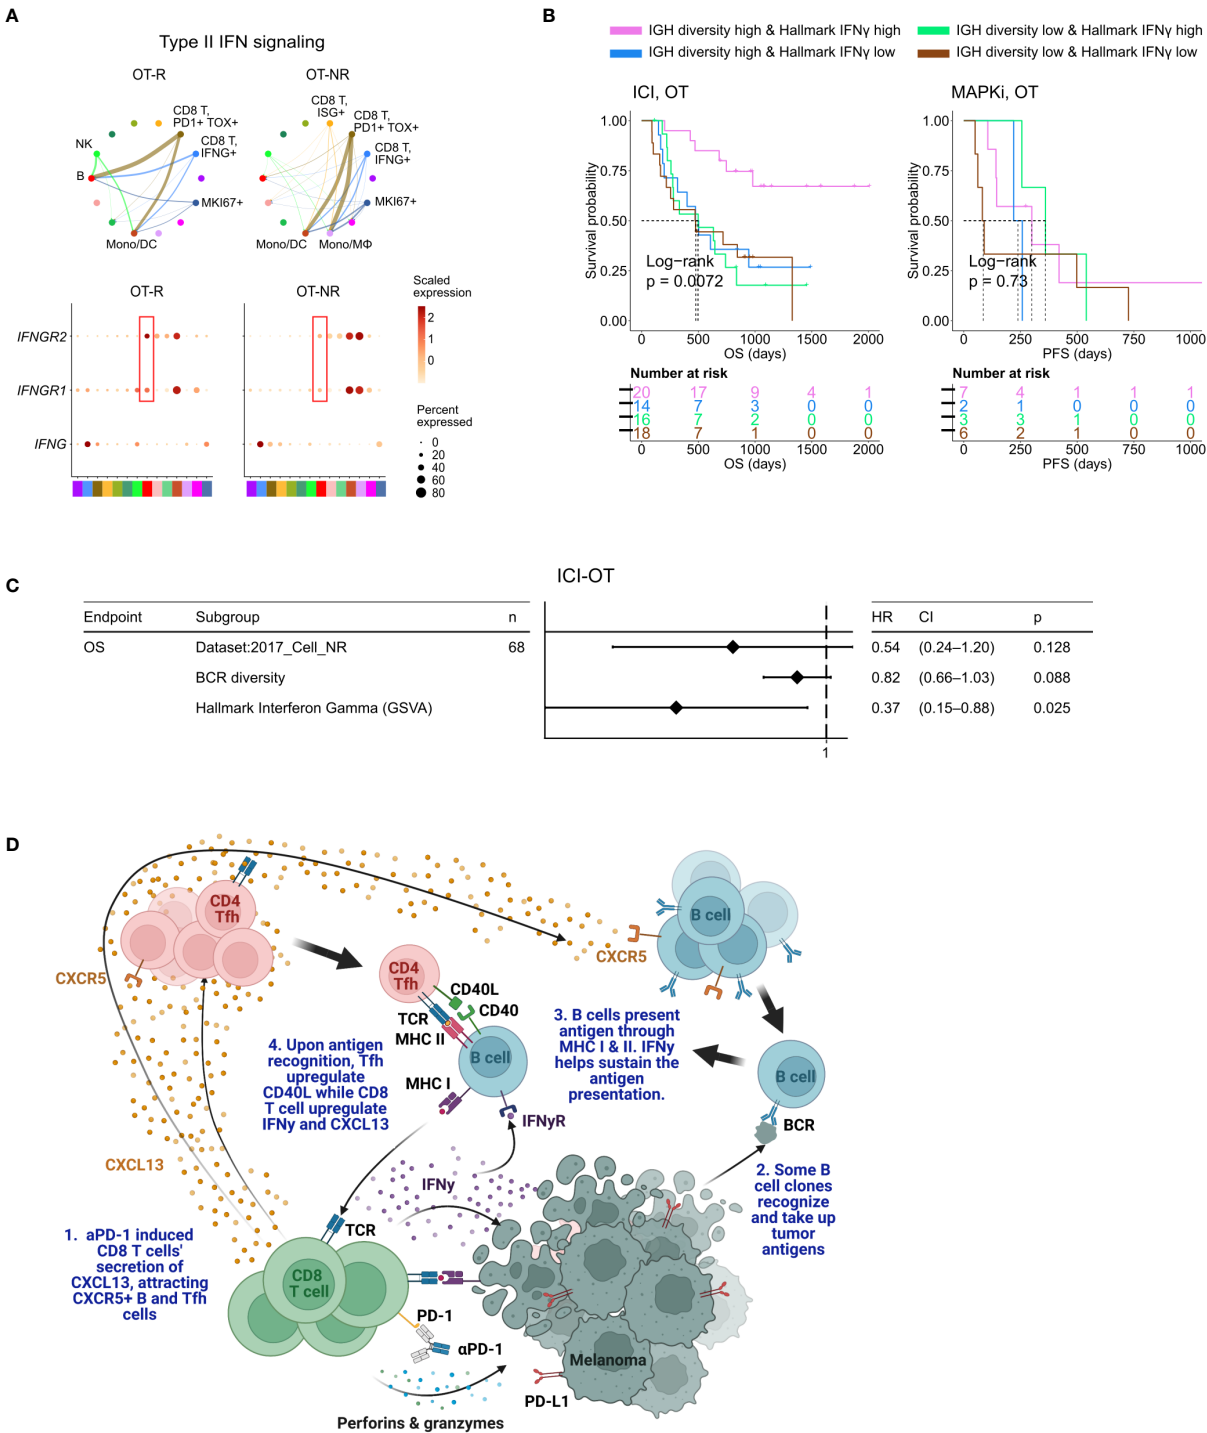 A
Type II IFN signaling
OT-R
OT-NR
CD8 T,
PD1+ TOX+
CD8 T,
IFNG+
NK
B
MKI67+
Mono/DC
CD8 T,
ISG+
CD8 T,
PD1+ TOX+
CD8 T,
IFNG+
MKI67+
Mono/DC
Mono/MΦ
OT-R
OT-NR
IFNGR2
IFNGR1
IFNG
Scaled
expression
2
1
0
Percent
expressed
0
20
40
60
80
B
IGH diversity high & Hallmark IFNγ high
IGH diversity high & Hallmark IFNγ low
IGH diversity low & Hallmark IFNγ high
IGH diversity low & Hallmark IFNγ low
ICI, OT
Survival probability
1.00
0.75
0.50
0.25
0.00
Log−rank
p = 0.0072
0 500 1000 1500 2000
OS (days)
Number at risk
20 17 9 4 1
14 7 3 0 0
16 7 2 0 0
18 7 1 0 0
0 500 1000 1500 2000
OS (days)
MAPKi, OT
Survival probability
1.00
0.75
0.50
0.25
0.00
Log−rank
p = 0.73
0 250 500 750 1000
PFS (days)
Number at risk
7 4 1 1 1
2 1 0 0 0
3 3 1 0 0
6 2 1 0 0
0 250 500 750 1000
PFS (days)
C
ICI-OT
Endpoint Subgroup n HR CI p
OS Dataset:2017_Cell_NR 68 0.54 (0.24–1.20) 0.128
BCR diversity 0.82 (0.66–1.03) 0.088
Hallmark Interferon Gamma (GSVA) 0.37 (0.15–0.88) 0.025
1
D
CD4
Tfh
CXCR5
CD4
Tfh
CD40L
CD40
TCR
MHC II
B cell
MHC I
IFNyR
CXCR5
B cell
B cell
BCR
3. B cells present
antigen through
MHC I & II. IFNy
helps sustain the
antigen
presentation.
4. Upon antigen
recognition, Tfh
upregulate
CD40L while CD8
T cell upregulate
IFNy and CXCL13
CXCL13
IFNy
2. Some B
cell clones
recognize
and take up
tumor
antigens
1. aPD-1 induced
CD8 T cells'
secretion of
CXCL13, attracting
CXCR5+ B and Tfh
cells
TCR
CD8
T cell
PD-1
αPD-1
Melanoma
PD-L1
Perforins & granzymes